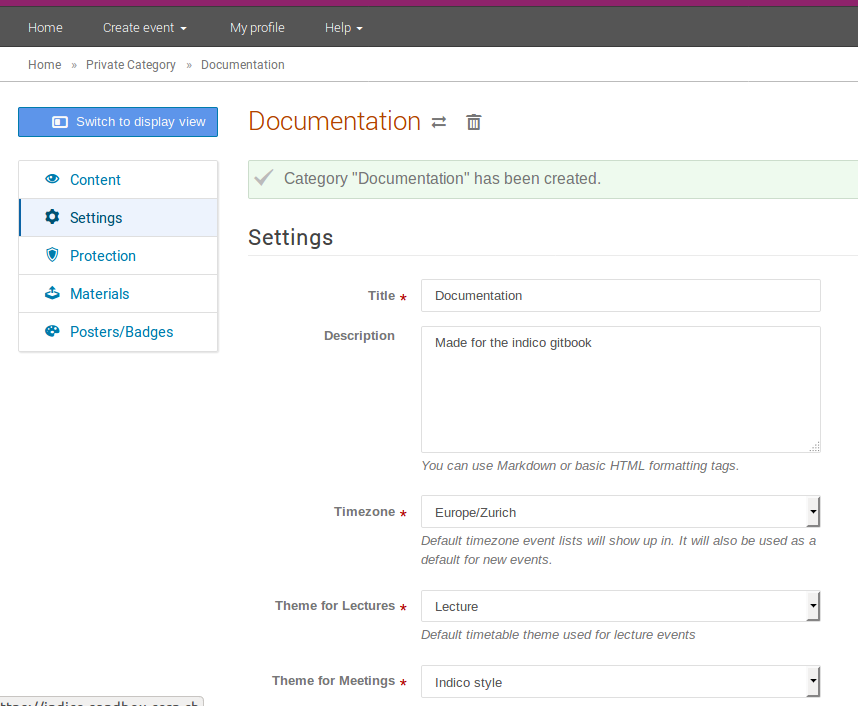 Home Create event My profile Help
Home » Private Category » Documentation
Switch to display view
Content
Settings
Protection
Materials
Posters/Badges
Documentation
Category "Documentation" has been created.
Settings
Title * Documentation
Description Made for the indico gitbook
You can use Markdown or basic HTML formatting tags.
Timezone * Europe/Zurich
Default timezone event lists will show up in. It will also be used as a
default for new events.
Theme for Lectures * Lecture
Default timetable theme used for lecture events
Theme for Meetings * Indico style